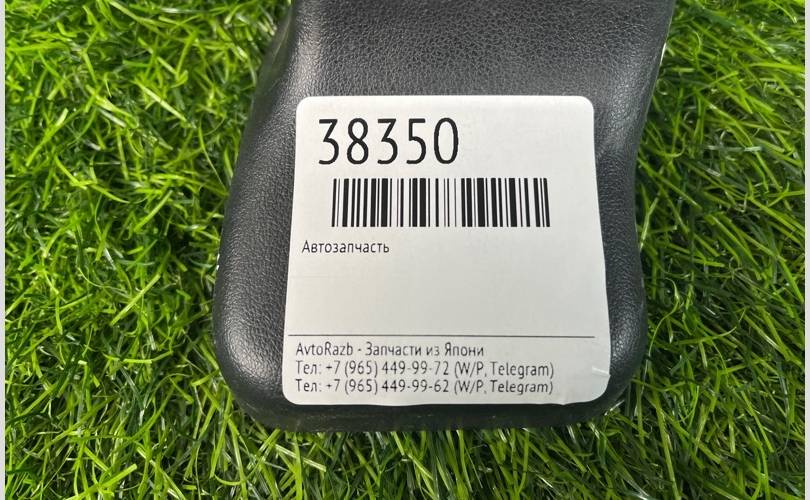 38350
Автозапчасть
AvtoRazb - Запчасти из Япони
Тел: +7 (965) 449-99-72 (W/P, Telegram)
Тел: +7 (965) 449-99-62 (W/P, Telegram)